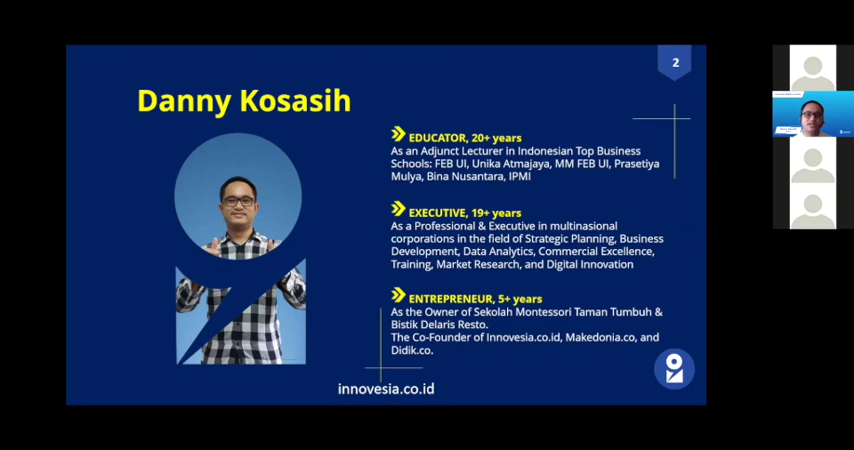 2
Danny Kosasih
EDUCATOR, 20+ years
As an Adjunct Lecturer in Indonesian Top Business
Schools: FEB UI, Unika Atmajaya, MM FEB UI, Prasetiya
Mulya, Bina Nusantara, IPMI
EXECUTIVE, 19+ years
As a Professional & Executive in multinasional
corporations in the field of Strategic Planning, Business
Development, Data Analytics, Commercial Excellence,
Training, Market Research, and Digital Innovation
ENTREPRENEUR, 5+ years
As the Owner of Sekolah Montessori Taman Tumbuh &
Bistik Delaris Resto.
The Co-Founder of Innovesia.co.id, Makedonia.co, and
Didik.co.
innovesia.co.id